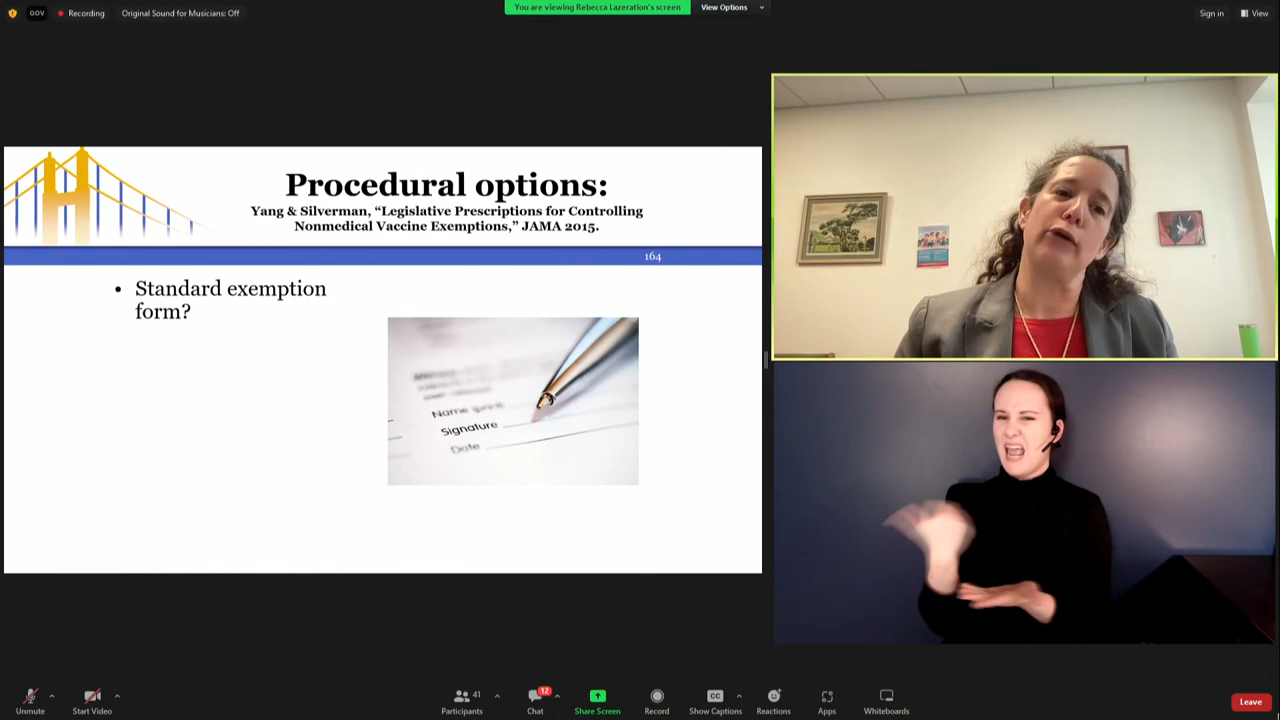 GOV
Recording
Original Sound for Musicians: Off
You are viewing Rebecca Lazeration's screen
View Options
Sign in
View
Procedural options:
Yang & Silverman, “Legislative Prescriptions for Controlling
Nonmedical Vaccine Exemptions,” JAMA 2015.
164
• Standard exemption
form?
Name (print)
Signature
Date
Unmute
Start Video
Participants
41
Chat
12
Share Screen
Record
CC
Show Captions
Reactions
Apps
Whiteboards
Leave